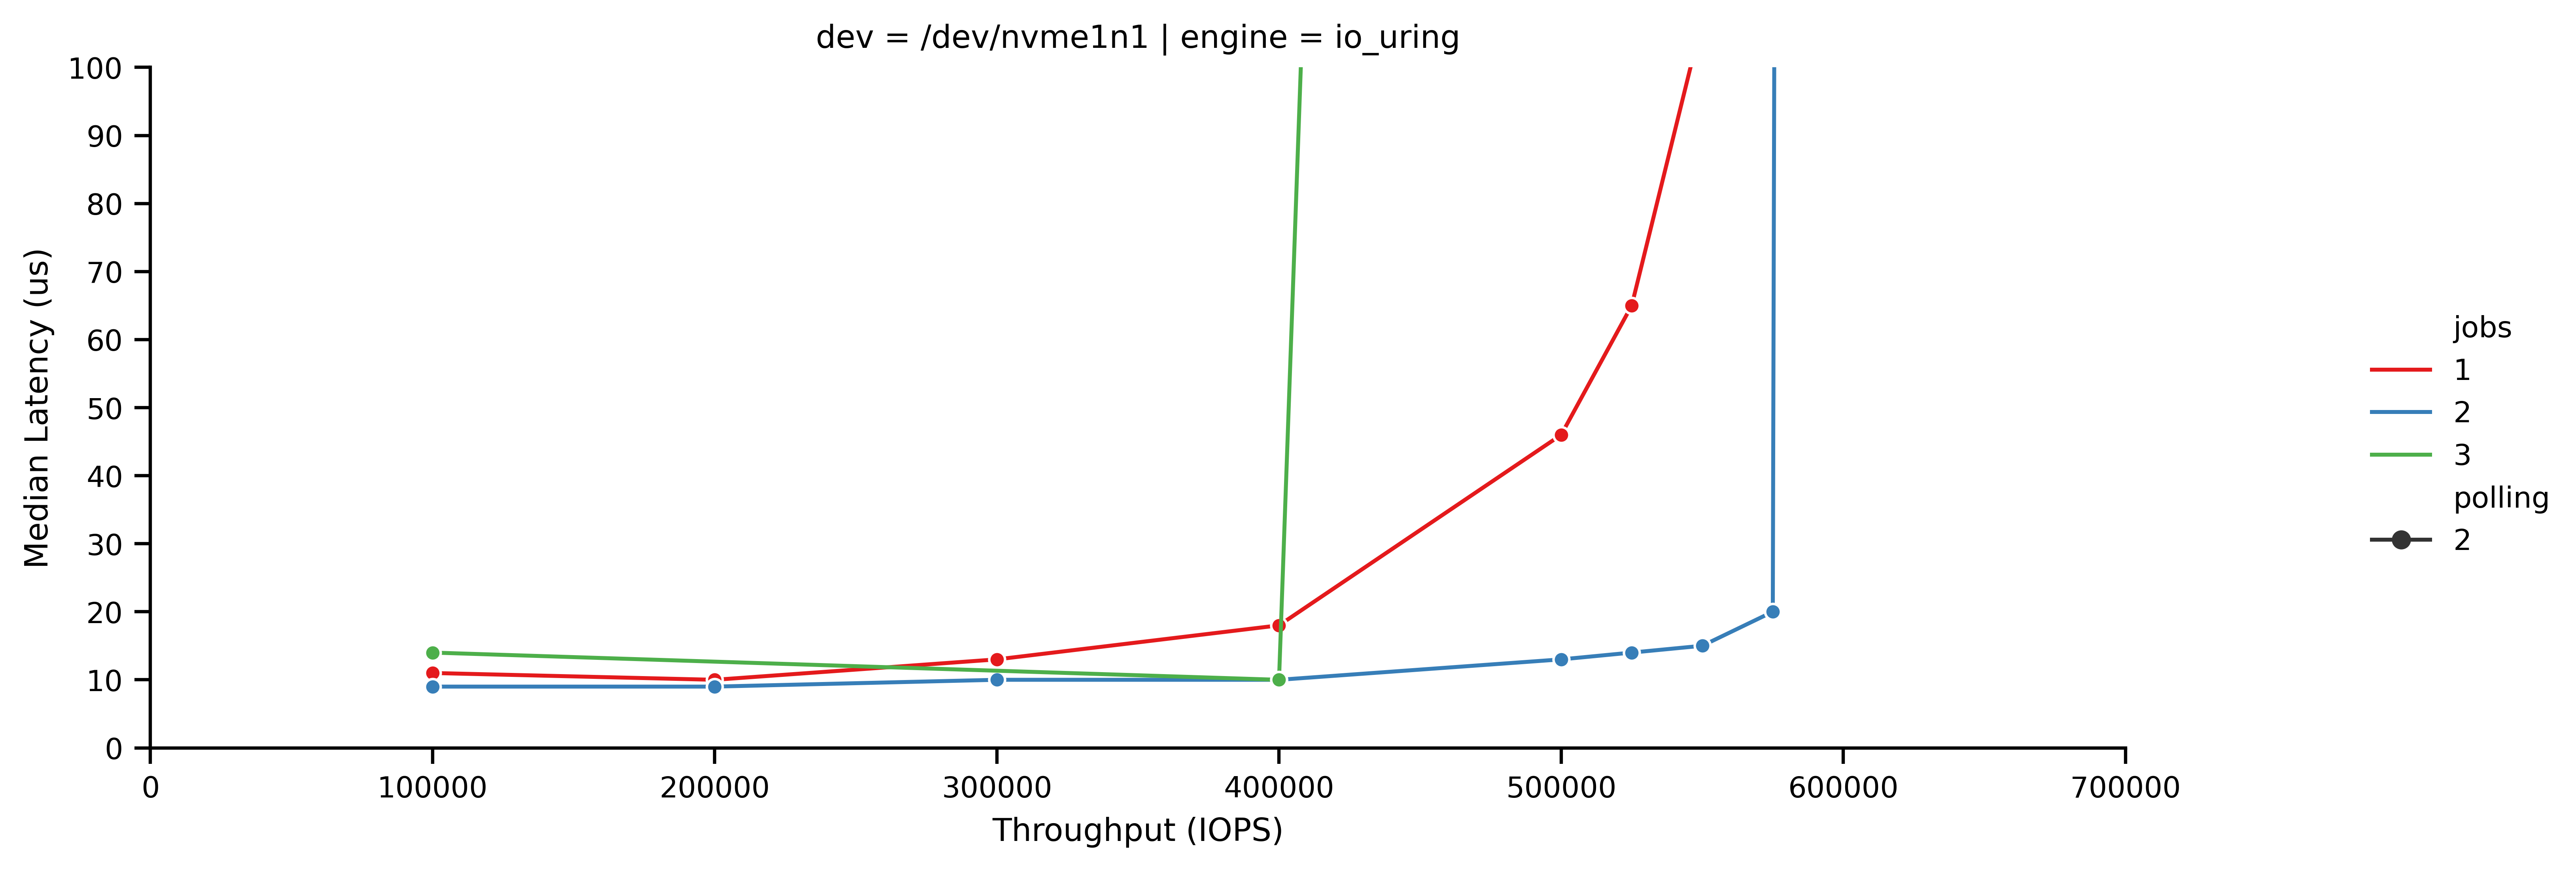 dev = /dev/nvme1n1 | engine = io_uring
100
90
80
70
60
50
40
30
20
10
0
Median Latency (us)
0 100000 200000 300000 400000 500000 600000 700000
Throughput (IOPS)
jobs
1
2
3
polling
2